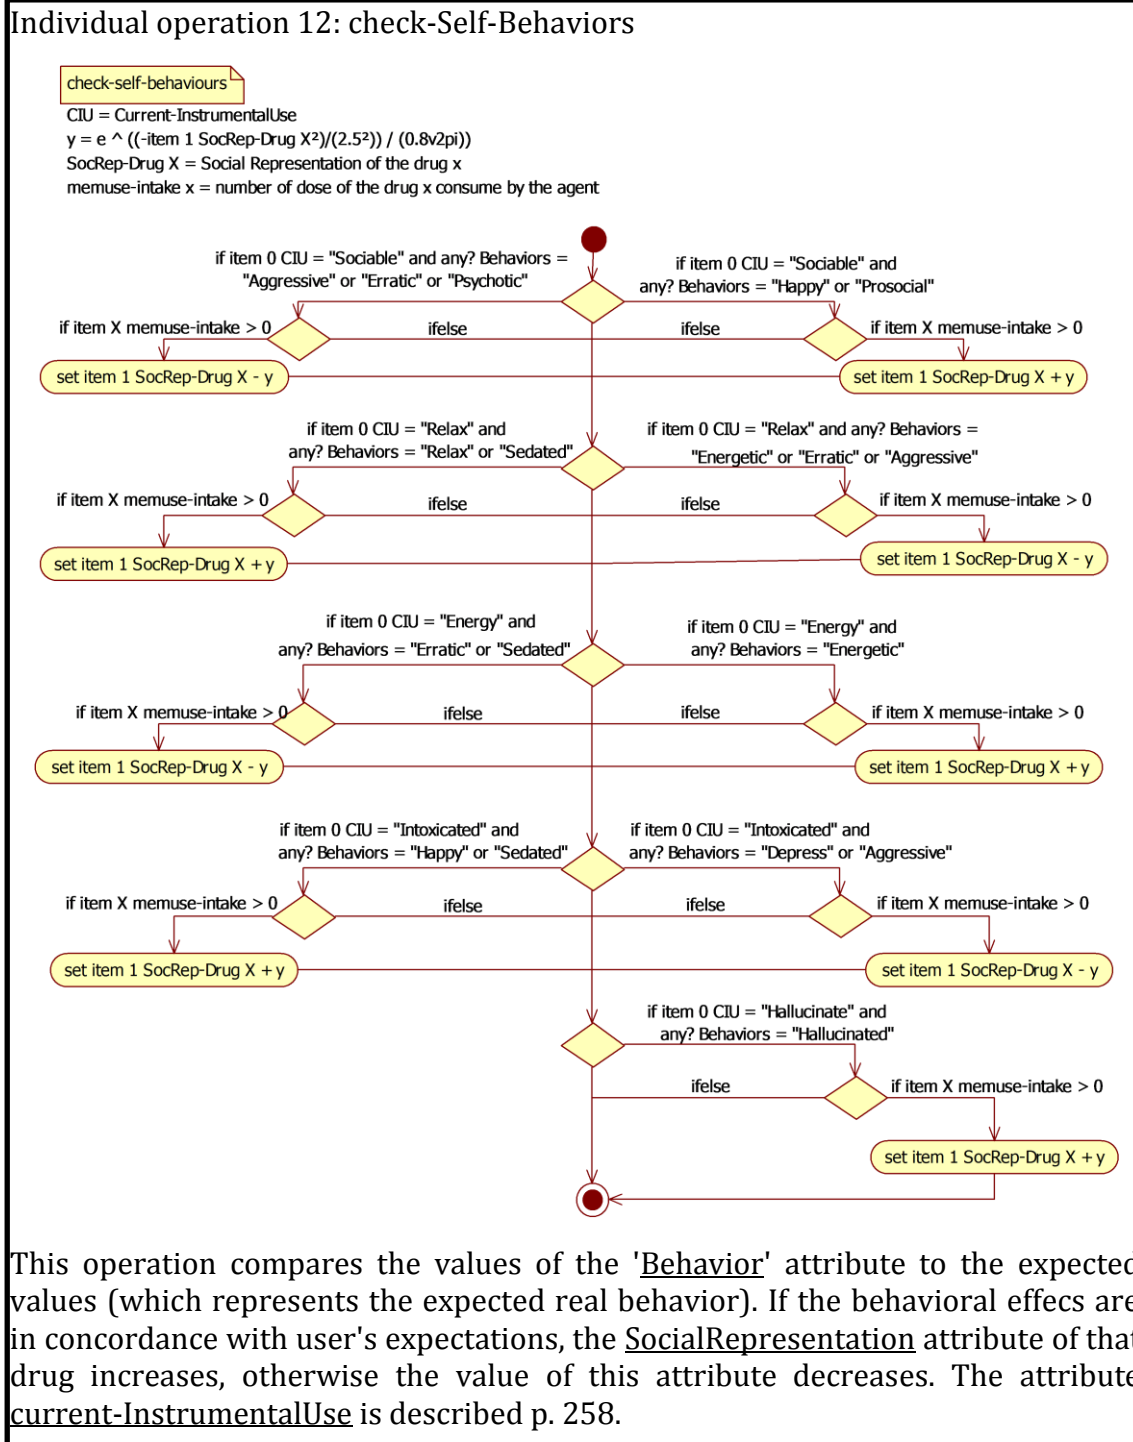 Individual operation 12: check-Self-Behaviors
check-self-behaviours
CIU = Current-InstrumentalUse
y = e ^ ((-item 1 SocRep-Drug X²)/(2.5²)) / (0.8v2pi))
SocRep-Drug X = Social Representation of the drug x
memuse-intake x = number of dose of the drug x consume by the agent
if item 0 CIU = "Sociable" and any? Behaviors =
"Aggressive" or "Erratic" or "Psychotic"
if item 0 CIU = "Sociable" and
any? Behaviors = "Happy" or "Prosocial"
if item X memuse-intake > 0
ifelse
ifelse
if item X memuse-intake > 0
set item 1 SocRep-Drug X - y
set item 1 SocRep-Drug X + y
if item 0 CIU = "Relax" and
any? Behaviors = "Relax" or "Sedated"
if item 0 CIU = "Relax" and any? Behaviors =
"Energetic" or "Erratic" or "Aggressive"
if item X memuse-intake > 0
ifelse
ifelse
if item X memuse-intake > 0
set item 1 SocRep-Drug X + y
set item 1 SocRep-Drug X - y
if item 0 CIU = "Energy" and
any? Behaviors = "Erratic" or "Sedated"
if item 0 CIU = "Energy" and
any? Behaviors = "Energetic"
if item X memuse-intake > 0
ifelse
ifelse
if item X memuse-intake > 0
set item 1 SocRep-Drug X - y
set item 1 SocRep-Drug X + y
if item 0 CIU = "Intoxicated" and
any? Behaviors = "Happy" or "Sedated"
if item 0 CIU = "Intoxicated" and
any? Behaviors = "Depress" or "Aggressive"
if item X memuse-intake > 0
ifelse
ifelse
if item X memuse-intake > 0
set item 1 SocRep-Drug X + y
set item 1 SocRep-Drug X - y
if item 0 CIU = "Hallucinate" and
any? Behaviors = "Hallucinated"
ifelse
if item X memuse-intake > 0
set item 1 SocRep-Drug X + y
This operation compares the values of the 'Behavior' attribute to the expected
values (which represents the expected real behavior). If the behavioral effecs are
in concordance with user's expectations, the SocialRepresentation attribute of that
drug increases, otherwise the value of this attribute decreases. The attribute
current-InstrumentalUse is described p. 258.